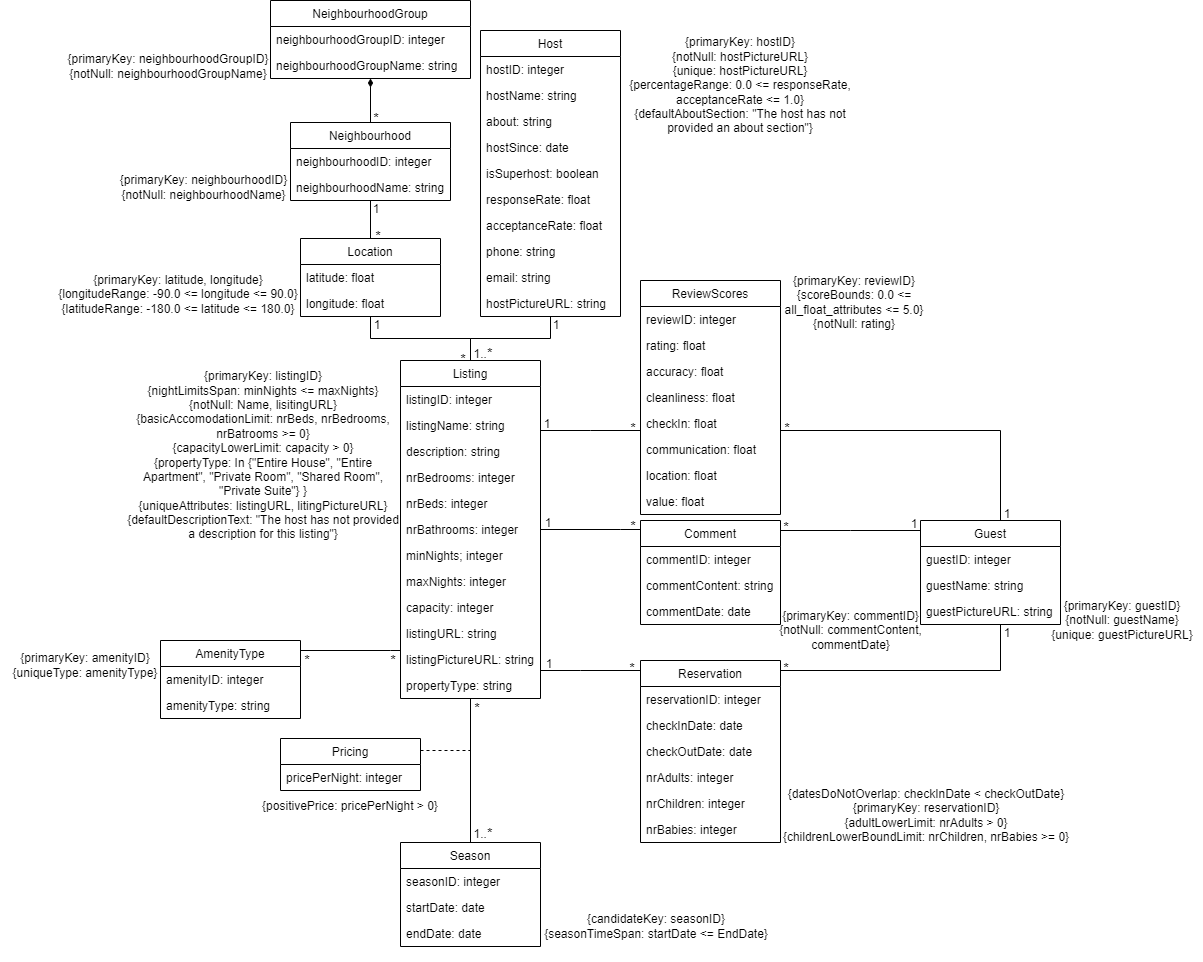 NeighbourhoodGroup
neighbourhoodGroupID: integer
neighbourhoodGroupName: string
{primaryKey: neighbourhoodGroupID}
{notNull: neighbourhoodGroupName}
*
Neighbourhood
neighbourhoodID: integer
neighbourhoodName: string
{primaryKey: neighbourhoodID}
{notNull: neighbourhoodName}
1
*
Location
latitude: float
longitude: float
{primaryKey: latitude, longitude}
{longitudeRange: -90.0 <= longitude <= 90.0}
{latitudeRange: -180.0 <= latitude <= 180.0}
1
Host
hostID: integer
hostName: string
about: string
hostSince: date
isSuperhost: boolean
responseRate: float
acceptanceRate: float
phone: string
email: string
hostPictureURL: string
{primaryKey: hostID}
{notNull: hostPictureURL}
{unique: hostPictureURL}
{percentageRange: 0.0 <= responseRate,
acceptanceRate <= 1.0}
{defaultAboutSection: "The host has not
provided an about section"}
1
* 1..*
Listing
listingID: integer
listingName: string
description: string
nrBedrooms: integer
nrBeds: integer
nrBathrooms: integer
minNights; integer
maxNights: integer
capacity: integer
listingURL: string
listingPictureURL: string
propertyType: string
{primaryKey: listingID}
{nightLimitsSpan: minNights <= maxNights}
{notNull: Name, lisitingURL}
{basicAccomodationLimit: nrBeds, nrBedrooms,
nrBatrooms >= 0}
{capacityLowerLimit: capacity > 0}
{propertyType: In {"Entire House", "Entire
Apartment", "Private Room", "Shared Room",
"Private Suite"} }
{uniqueAttributes: listingURL, litingPictureURL}
{defaultDescriptionText: "The host has not provided
a description for this listing"}
ReviewScores
reviewID: integer
rating: float
accuracy: float
cleanliness: float
checkIn: float
communication: float
location: float
value: float
{primaryKey: reviewID}
{scoreBounds: 0.0 <=
all_float_attributes <= 5.0}
{notNull: rating}
1 *
* 1
Comment
commentID: integer
commentContent: string
commentDate: date
{primaryKey: commentID}
{notNull: commentContent,
commentDate}
1 *
* 1
Guest
guestID: integer
guestName: string
guestPictureURL: string
{primaryKey: guestID}
{notNull: guestName}
{unique: guestPictureURL}
1
AmenityType
amenityID: integer
amenityType: string
{primaryKey: amenityID}
{uniqueType: amenityType}
* *
1 *
*
Reservation
reservationID: integer
checkInDate: date
checkOutDate: date
nrAdults: integer
nrChildren: integer
nrBabies: integer
{datesDoNotOverlap: checkInDate < checkOutDate}
{primaryKey: reservationID}
{adultLowerLimit: nrAdults > 0}
{childrenLowerBoundLimit: nrChildren, nrBabies >= 0}
*
Pricing
pricePerNight: integer
{positivePrice: pricePerNight > 0}
1..*
Season
seasonID: integer
startDate: date
endDate: date
{candidateKey: seasonID}
{seasonTimeSpan: startDate <= EndDate}